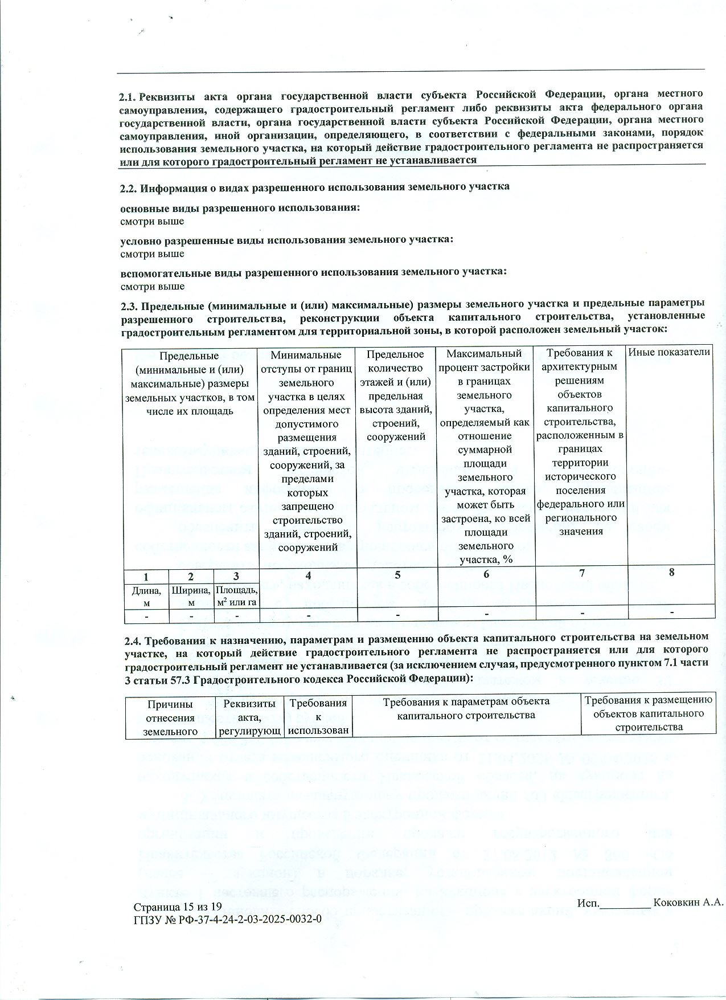 2.1. Реквизиты акта органа государственной власти субъекта Российской Федерации, органа местного
самоуправления, содержащего градостроительный регламент либо реквизиты акта федерального органа
государственной власти, органа государственной власти субъекта Российской Федерации, органа местного
самоуправления, иной организации, определяющего, в соответствии с федеральными законами, порядок
использования земельного участка, на который действие градостроительного регламента не распространяется
или для которого градостроительный регламент не устанавливается
2.2. Информация о видах разрешенного использования земельного участка
основные виды разрешенного использования:
смотри выше
условно разрешенные виды использования земельного участка:
смотри выше
вспомогательные виды разрешенного использования земельного участка:
смотри выше
2.3. Предельные (минимальные и (или) максимальные) размеры земельного участка и предельные параметры
разрешенного строительства, реконструкции объекта капитального строительства, установленные
градостроительным регламентом для территориальной зоны, в которой расположен земельный участок:
Предельные
(минимальные и (или)
максимальные) размеры
земельных участков, в том
числе их площадь
Минимальные
отступы от границ
земельного
участка в целях
определения мест
допустимого
размещения
зданий, строений,
сооружений, за
пределами
которых
запрещено
строительство
зданий, строений,
сооружений
Предельное
количество
этажей и (или)
предельная
высота зданий,
строений,
сооружений
Максимальный
процент застройки
в границах
земельного
участка,
определяемый как
отношение
суммарной
площади
земельного
участка, которая
может быть
застроена, ко всей
площади
земельного
участка, %
Требования к
архитектурным
решениям
объектов
капитального
строительства,
расположенным в
границах
территории
исторического
поселения
федерального или
регионального
значения
Иные показатели
1 2 3 4 5 6 7 8
Длина,
м
Ширина,
м
Площадь,
м² или га
- - - - - - - -
2.4. Требования к назначению, параметрам и размещению объекта капитального строительства на земельном
участке, на который действие градостроительного регламента не распространяется или для которого
градостроительный регламент не устанавливается (за исключением случая, предусмотренного пунктом 7.1 части
3 статьи 57.3 Градостроительного кодекса Российской Федерации):
Причины
отнесения
земельного
Реквизиты
акта,
регулирующ
Требования
к
использован
Требования к параметрам объекта
капитального строительства
Требования к размещению
объектов капитального
строительства
Страница 15 из 19
Исп.__________ Коковкин А.А.
ГПЗУ № РФ-37-4-24-2-03-2025-0032-0